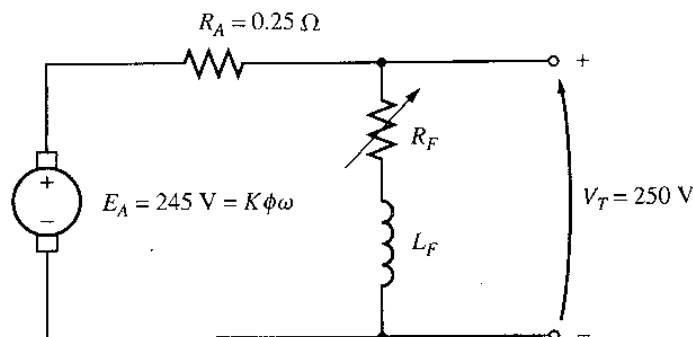 R_A = 0.25 Ω
+
R_F
+
−
E_A = 245 V = Kϕω
V_T = 250 V
L_F
−